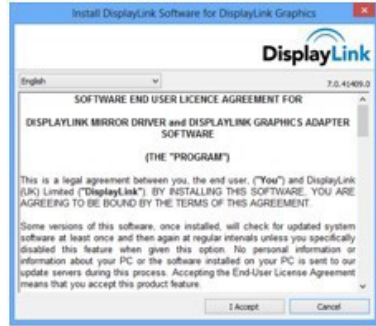 Install DisplayLink Software for DisplayLink Graphics
DisplayLink
English
7.0.41409.0
SOFTWARE END USER LICENCE AGREEMENT FOR
DISPLAYLINK MIRROR DRIVER and DISPLAYLINK GRAPHICS ADAPTER
SOFTWARE
(THE "PROGRAM")
This is a legal agreement between you, the end user, ("You") and DisplayLink
(UK) Limited ("DisplayLink"). BY INSTALLING THIS SOFTWARE, YOU ARE
AGREEING TO BE BOUND BY THE TERMS OF THIS AGREEMENT.
Some versions of this software, once installed, will check for updated system
software at least once and then again at regular intervals unless you specifically
disabled this feature when given this option. No personal information or
information about your PC or the software installed on your PC is sent to our
update servers during this process. Accepting the End-User License Agreement
means that you accept this product feature.
I Accept
Cancel